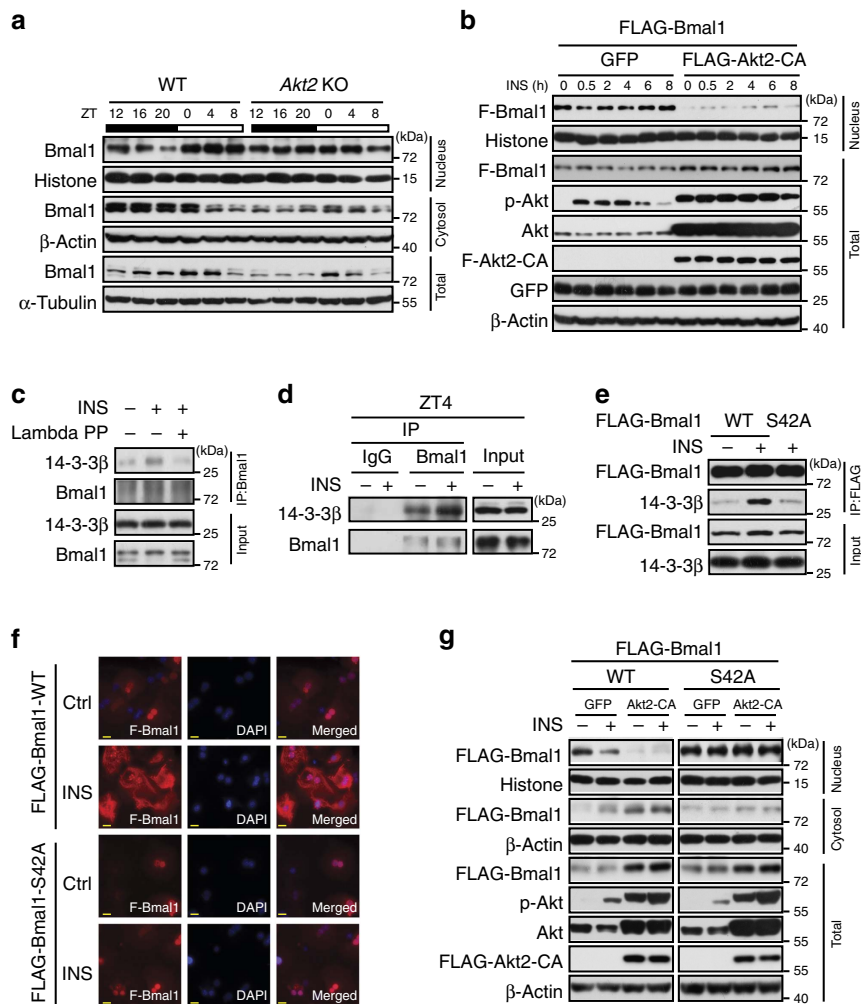 a
WT Akt2 KO
ZT 12 16 20 0 4 8 12 16 20 0 4 8
(kDa)
Bmal1 72
Histone 15
Nucleus
Bmal1 72
β-Actin 40
Cytosol
Bmal1 72
α-Tubulin 55
Total
b
FLAG-Bmal1
GFP FLAG-Akt2-CA
INS (h) 0 0.5 2 4 6 8 0 0.5 2 4 6 8
(kDa)
F-Bmal1 72
Histone 15
Nucleus
F-Bmal1 72
p-Akt 55
Akt 55
F-Akt2-CA 55
GFP 25
β-Actin 40
Total
c
INS – + +
Lambda PP – – +
(kDa)
14-3-3β 25
Bmal1 72
IP:Bmal1
14-3-3β 25
Bmal1 72
Input
d
ZT4
IP
IgG Bmal1 Input
INS – + – + – +
(kDa)
14-3-3β 25
Bmal1 72
e
FLAG-Bmal1 WT S42A
INS – + +
(kDa)
FLAG-Bmal1 72
14-3-3β 25
IP:FLAG
FLAG-Bmal1 72
14-3-3β 25
Input
f
FLAG-Bmal1-WT
Ctrl
F-Bmal1 DAPI Merged
INS
F-Bmal1 DAPI Merged
FLAG-Bmal1-S42A
Ctrl
F-Bmal1 DAPI Merged
INS
F-Bmal1 DAPI Merged
g
FLAG-Bmal1
WT S42A
GFP Akt2-CA GFP Akt2-CA
INS – + – + – + – +
(kDa)
FLAG-Bmal1 72
Histone 15
Nucleus
FLAG-Bmal1 72
β-Actin 40
Cytosol
FLAG-Bmal1 72
p-Akt 55
Akt 55
FLAG-Akt2-CA 55
β-Actin 40
Total